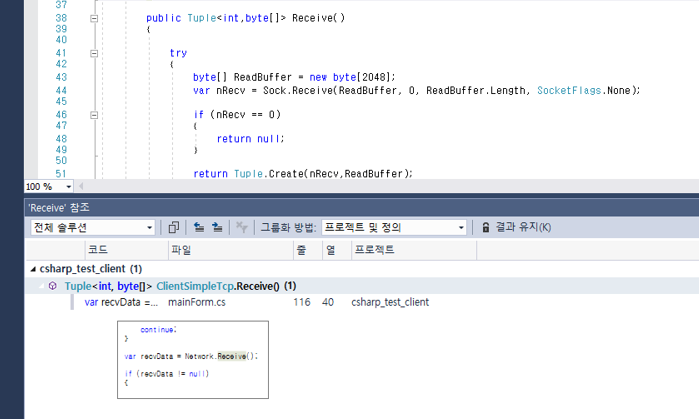 37
38 public Tuple<int,byte[]> Receive()
39 {
40
41 try
42 {
43 byte[] ReadBuffer = new byte[2048];
44 var nRecv = Sock.Receive(ReadBuffer, 0, ReadBuffer.Length, SocketFlags.None);
45
46 if (nRecv == 0)
47 {
48 return null;
49 }
50
51 return Tuple.Create(nRecv,ReadBuffer);
100 %
'Receive' 참조
전체 솔루션 그룹화 방법: 프로젝트 및 정의 결과 유지(K)
코드 파일 줄 열 프로젝트
csharp_test_client (1)
Tuple<int, byte[]> ClientSimpleTcp.Receive() (1)
var recvData =... mainForm.cs 116 40 csharp_test_client
continue;
}
var recvData = Network.Receive();
if (recvData != null)
{